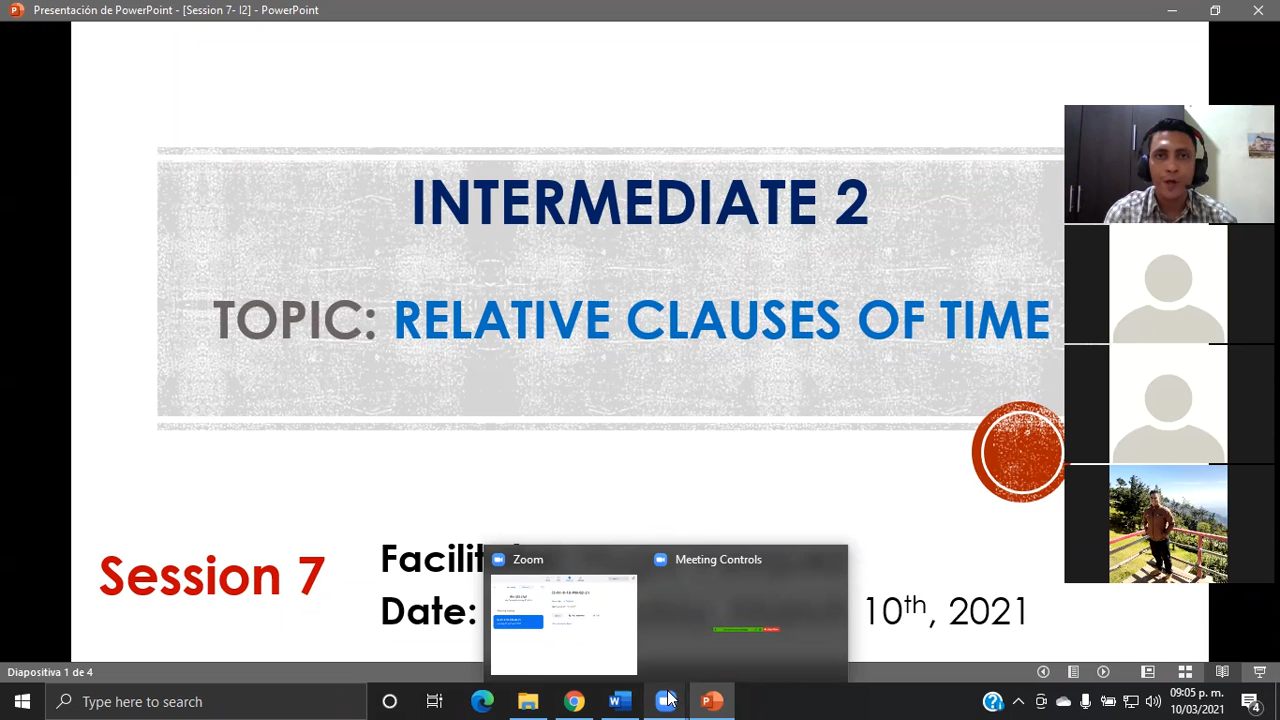 Presentación de PowerPoint - [Session 7- I2] - PowerPoint
INTERMEDIATE 2
TOPIC: RELATIVE CLAUSES OF TIME
Session 7
Facilit
Date:
10th, 2021
Zoom
Meeting Controls
Diapositiva 1 de 4
Type here to search
09:05 p. m.
10/03/2021
4